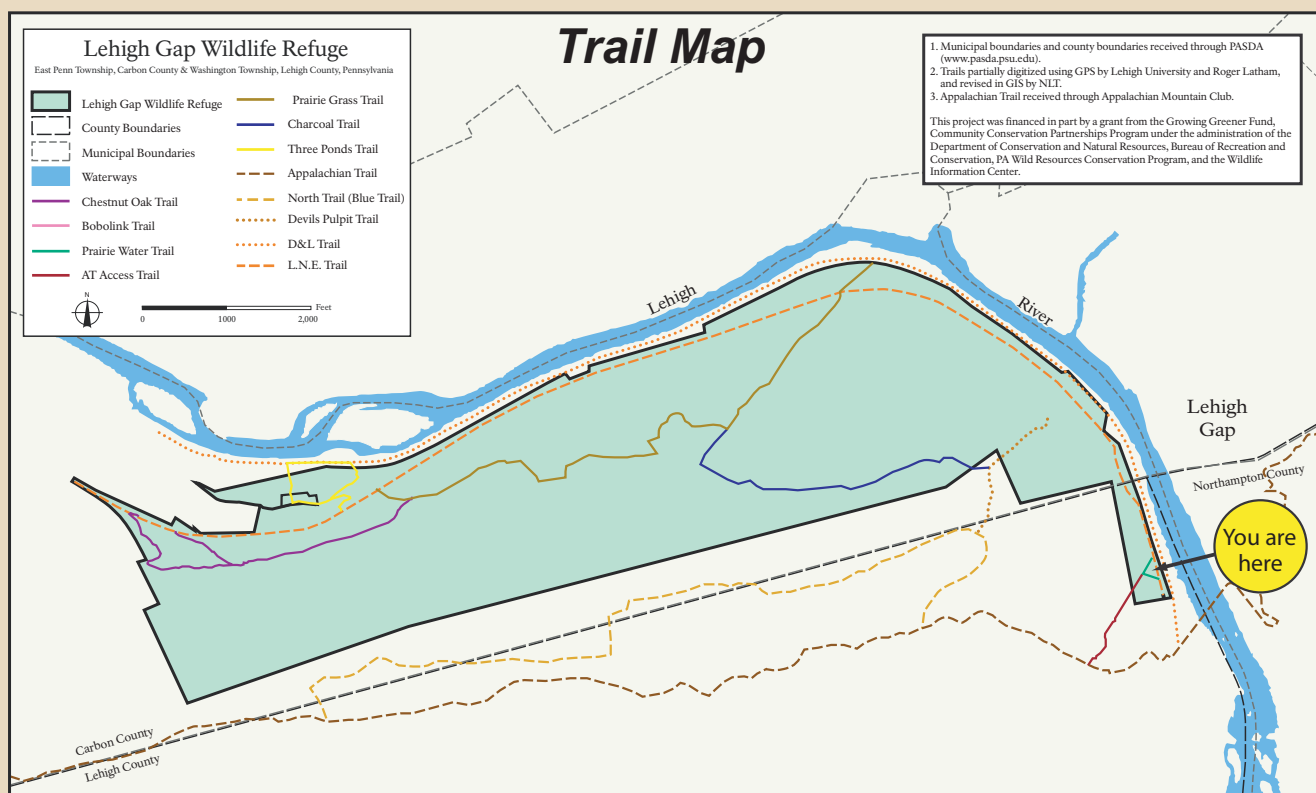 Trail Map
Lehigh Gap Wildlife Refuge
East Penn Township, Carbon County & Washington Township, Lehigh County, Pennsylvania
Lehigh Gap Wildlife Refuge
County Boundaries
Municipal Boundaries
Waterways
Chestnut Oak Trail
Bobolink Trail
Prairie Water Trail
AT Access Trail
Prairie Grass Trail
Charcoal Trail
Three Ponds Trail
Appalachian Trail
North Trail (Blue Trail)
Devils Pulpit Trail
D&L Trail
L.N.E. Trail
N
Feet
0 1000 2,000
1. Municipal boundaries and county boundaries received through PASDA
(www.pasda.psu.edu).
2. Trails partially digitized using GPS by Lehigh University and Roger Latham,
and revised in GIS by NLT.
3. Appalachian Trail received through Appalachian Mountain Club.
This project was financed in part by a grant from the Growing Greener Fund,
Community Conservation Partnerships Program under the administration of the
Department of Conservation and Natural Resources, Bureau of Recreation and
Conservation, PA Wild Resources Conservation Program, and the Wildlife
Information Center.
Lehigh
River
Lehigh
Gap
Northampton County
You are
here
Carbon County
Lehigh County